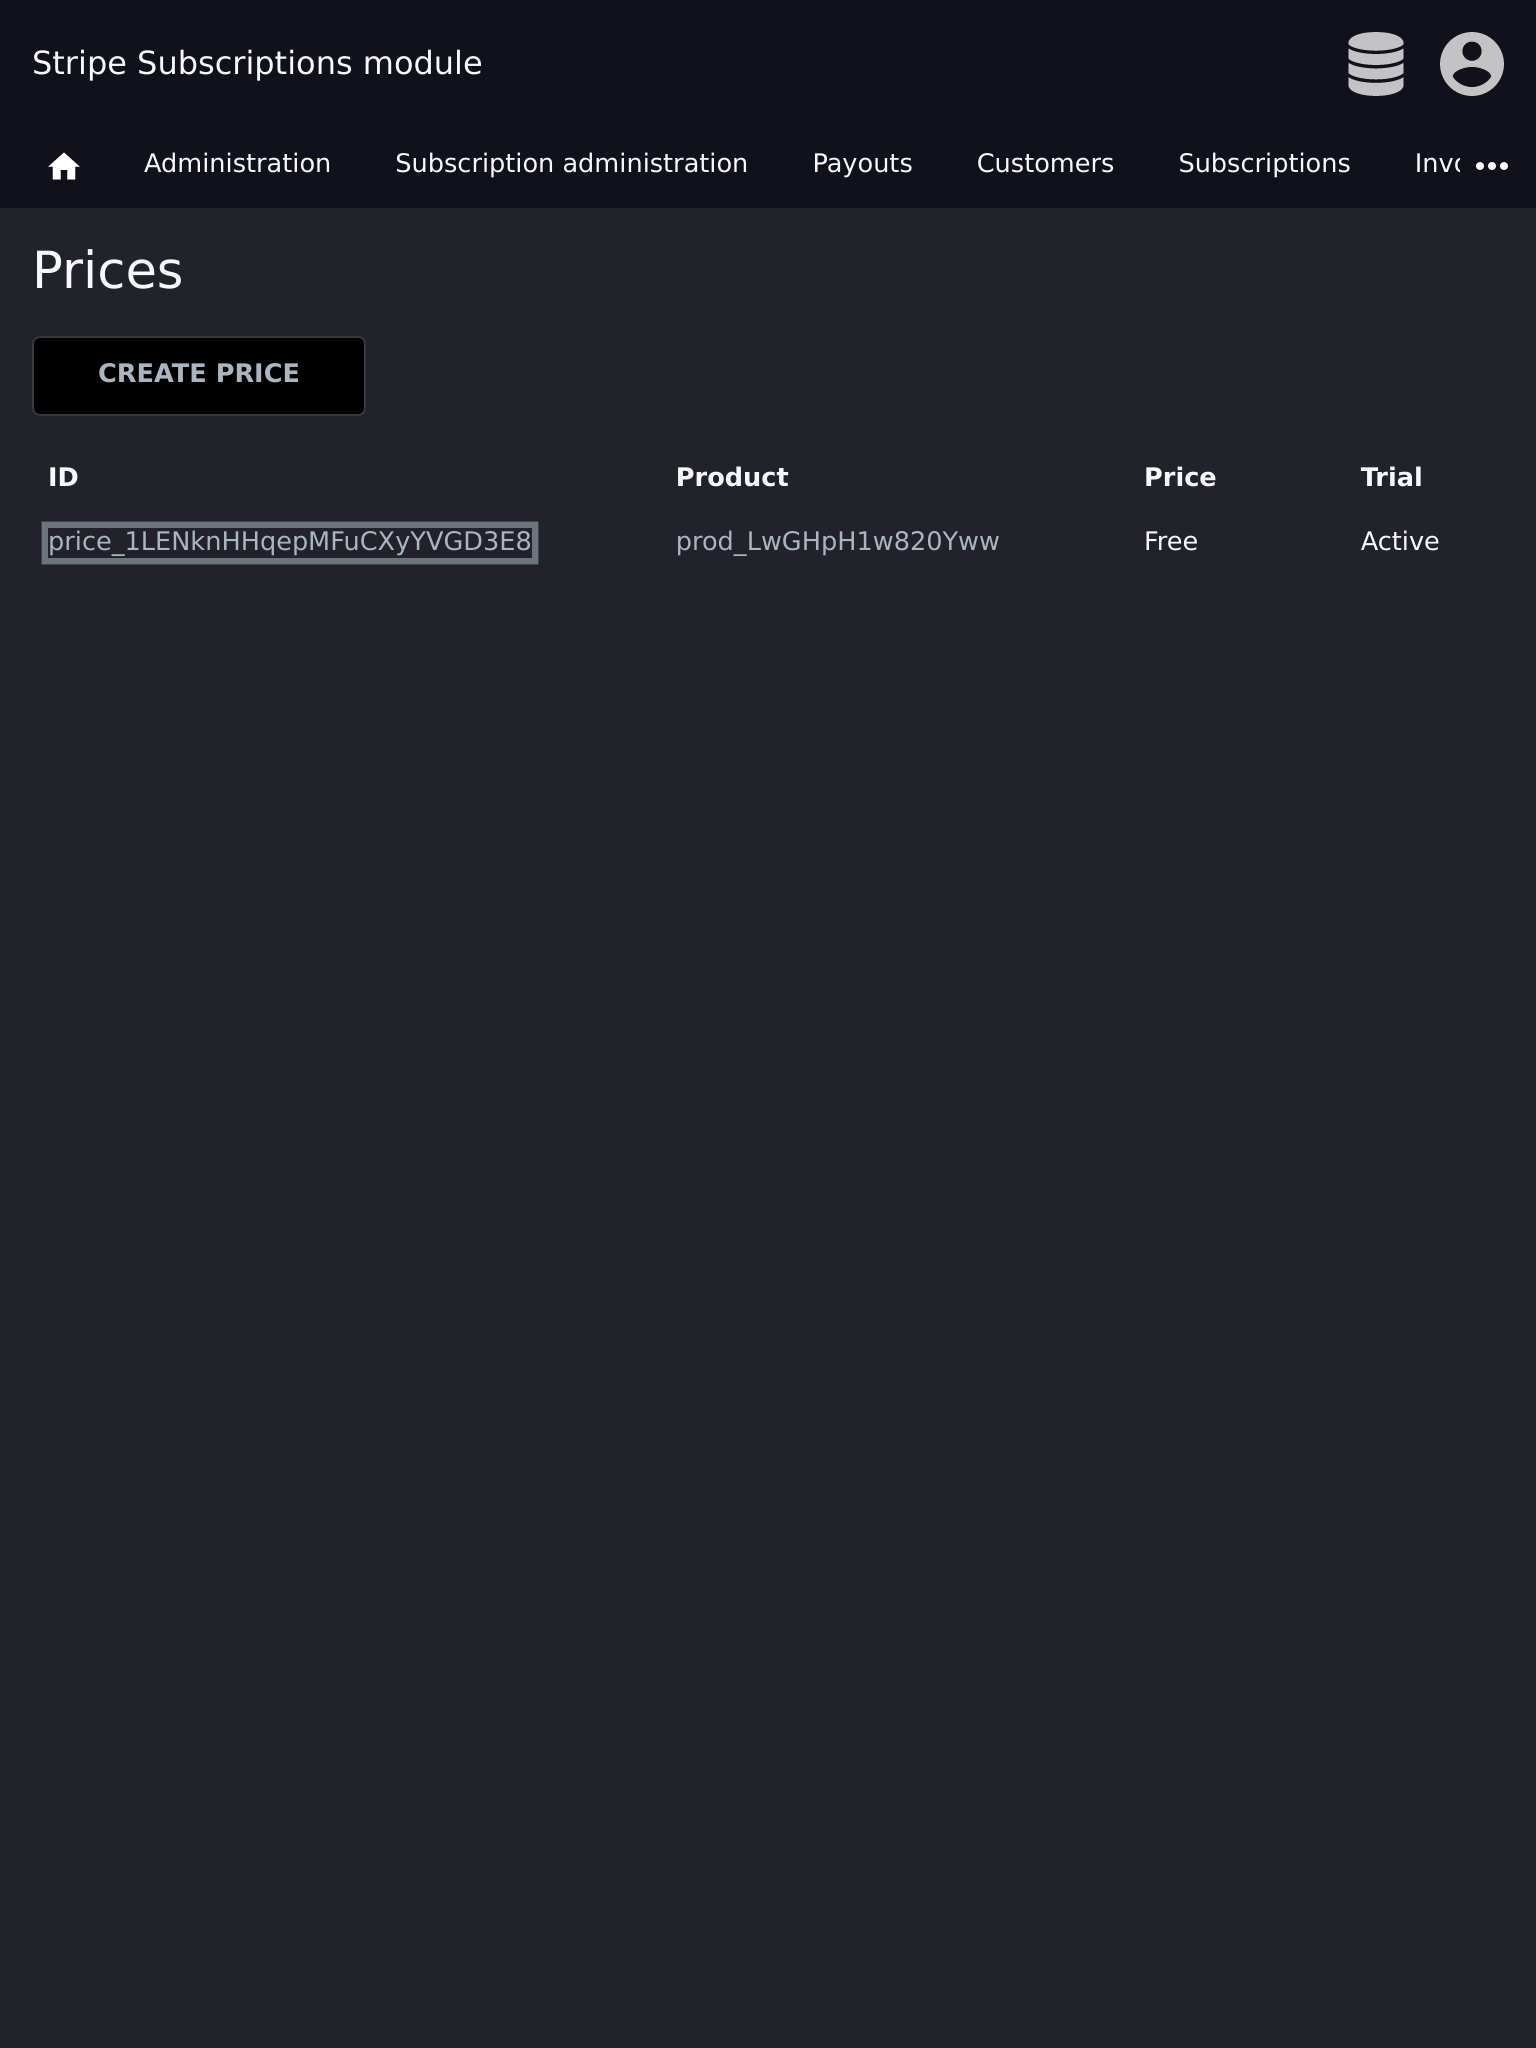 Stripe Subscriptions module
Administration Subscription administration Payouts Customers Subscriptions
Prices
CREATE PRICE
ID Product Price Trial
price_1LENknHHqepMFuCXyYVGD3E8 prod_LwGHpH1w820Yww Free Active